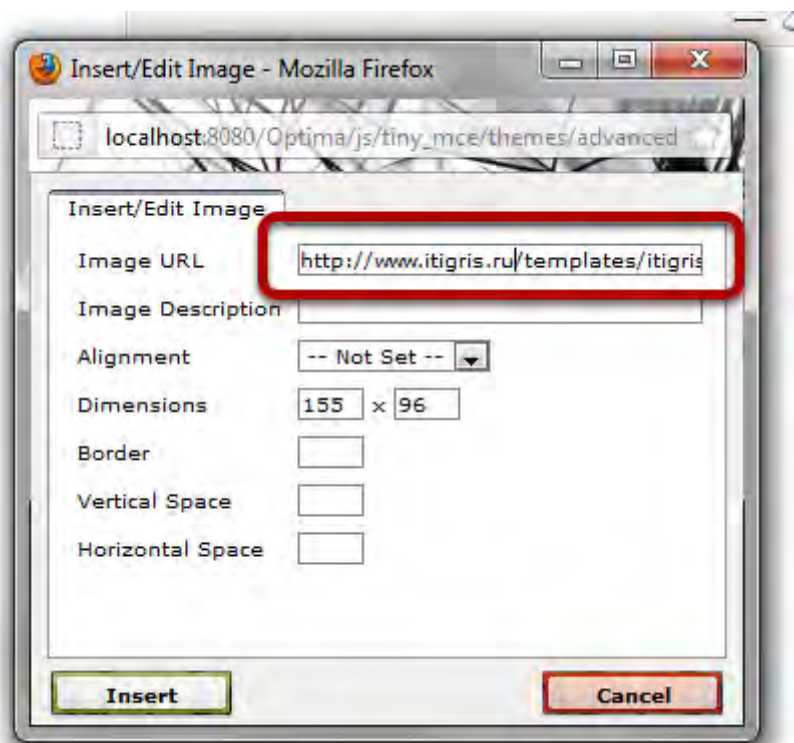 Insert/Edit Image - Mozilla Firefox
localhost:8080/Optima/js/tiny_mce/themes/advanced
Insert/Edit Image
Image URL http://www.itigris.ru/templates/itigris
Image Description
Alignment -- Not Set --
Dimensions 155 x 96
Border
Vertical Space
Horizontal Space
Insert Cancel